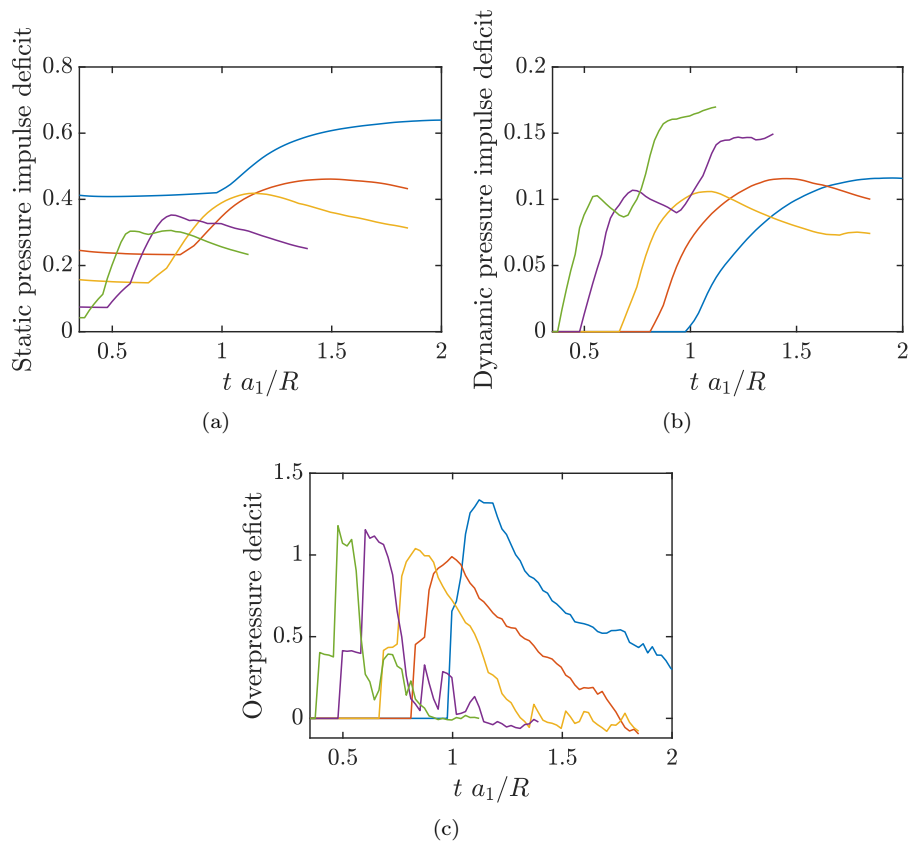 Static pressure impulse deficit
0.8
0.6
0.4
0.2
0
0.5
1
1.5
2
t a₁/R
(a)
Dynamic pressure impulse deficit
0.2
0.15
0.1
0.05
0
0.5
1
1.5
2
t a₁/R
(b)
Overpressure deficit
1.5
1
0.5
0
0.5
1
1.5
2
t a₁/R
(c)